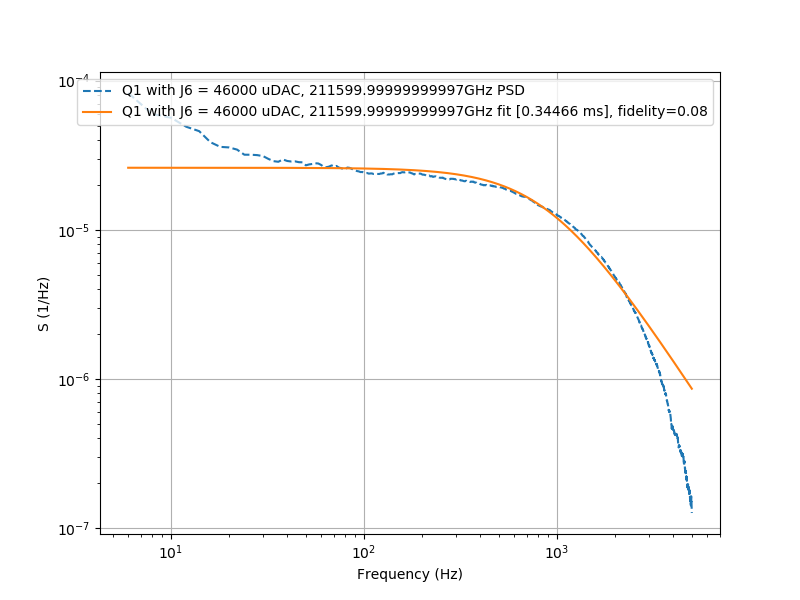 Q1 with J6 = 46000 uDAC, 211599.99999999997GHz PSD
Q1 with J6 = 46000 uDAC, 211599.99999999997GHz fit [0.34466 ms], fidelity=0.08
10⁻⁴
10⁻⁵
10⁻⁶
10⁻⁷
S (1/Hz)
10¹ 10² 10³
Frequency (Hz)